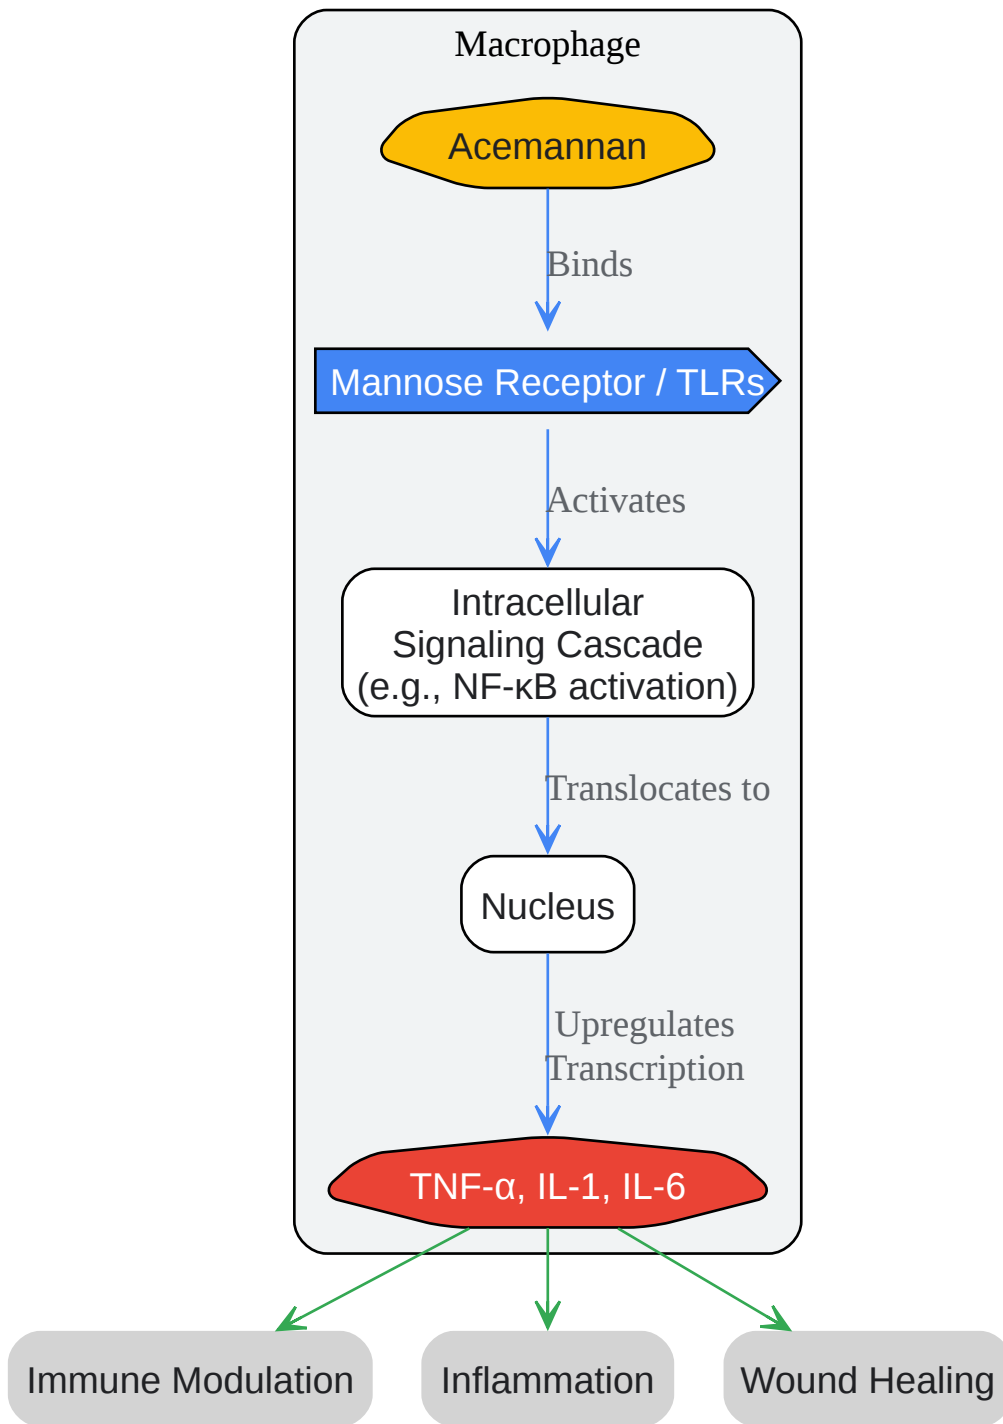 Macrophage
Acemannan
Binds
Mannose Receptor / TLRs
Activates
Intracellular
Signaling Cascade
(e.g., NF-κB activation)
Translocates to
Nucleus
Upregulates
Transcription
TNF-α, IL-1, IL-6
Immune Modulation
Inflammation
Wound Healing